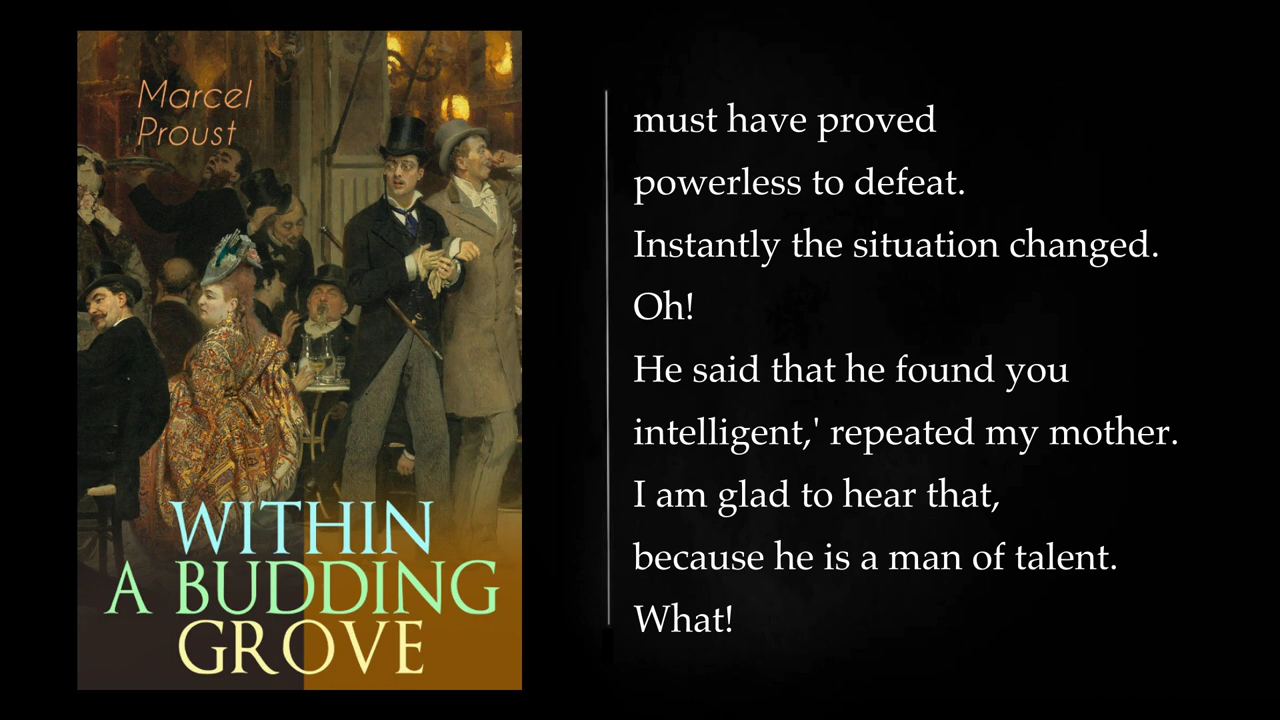 Marcel
Proust
WITHIN
A BUDDING
GROVE
must have proved
powerless to defeat.
Instantly the situation changed.
Oh!
He said that he found you
intelligent,' repeated my mother.
I am glad to hear that,
because he is a man of talent.
What!